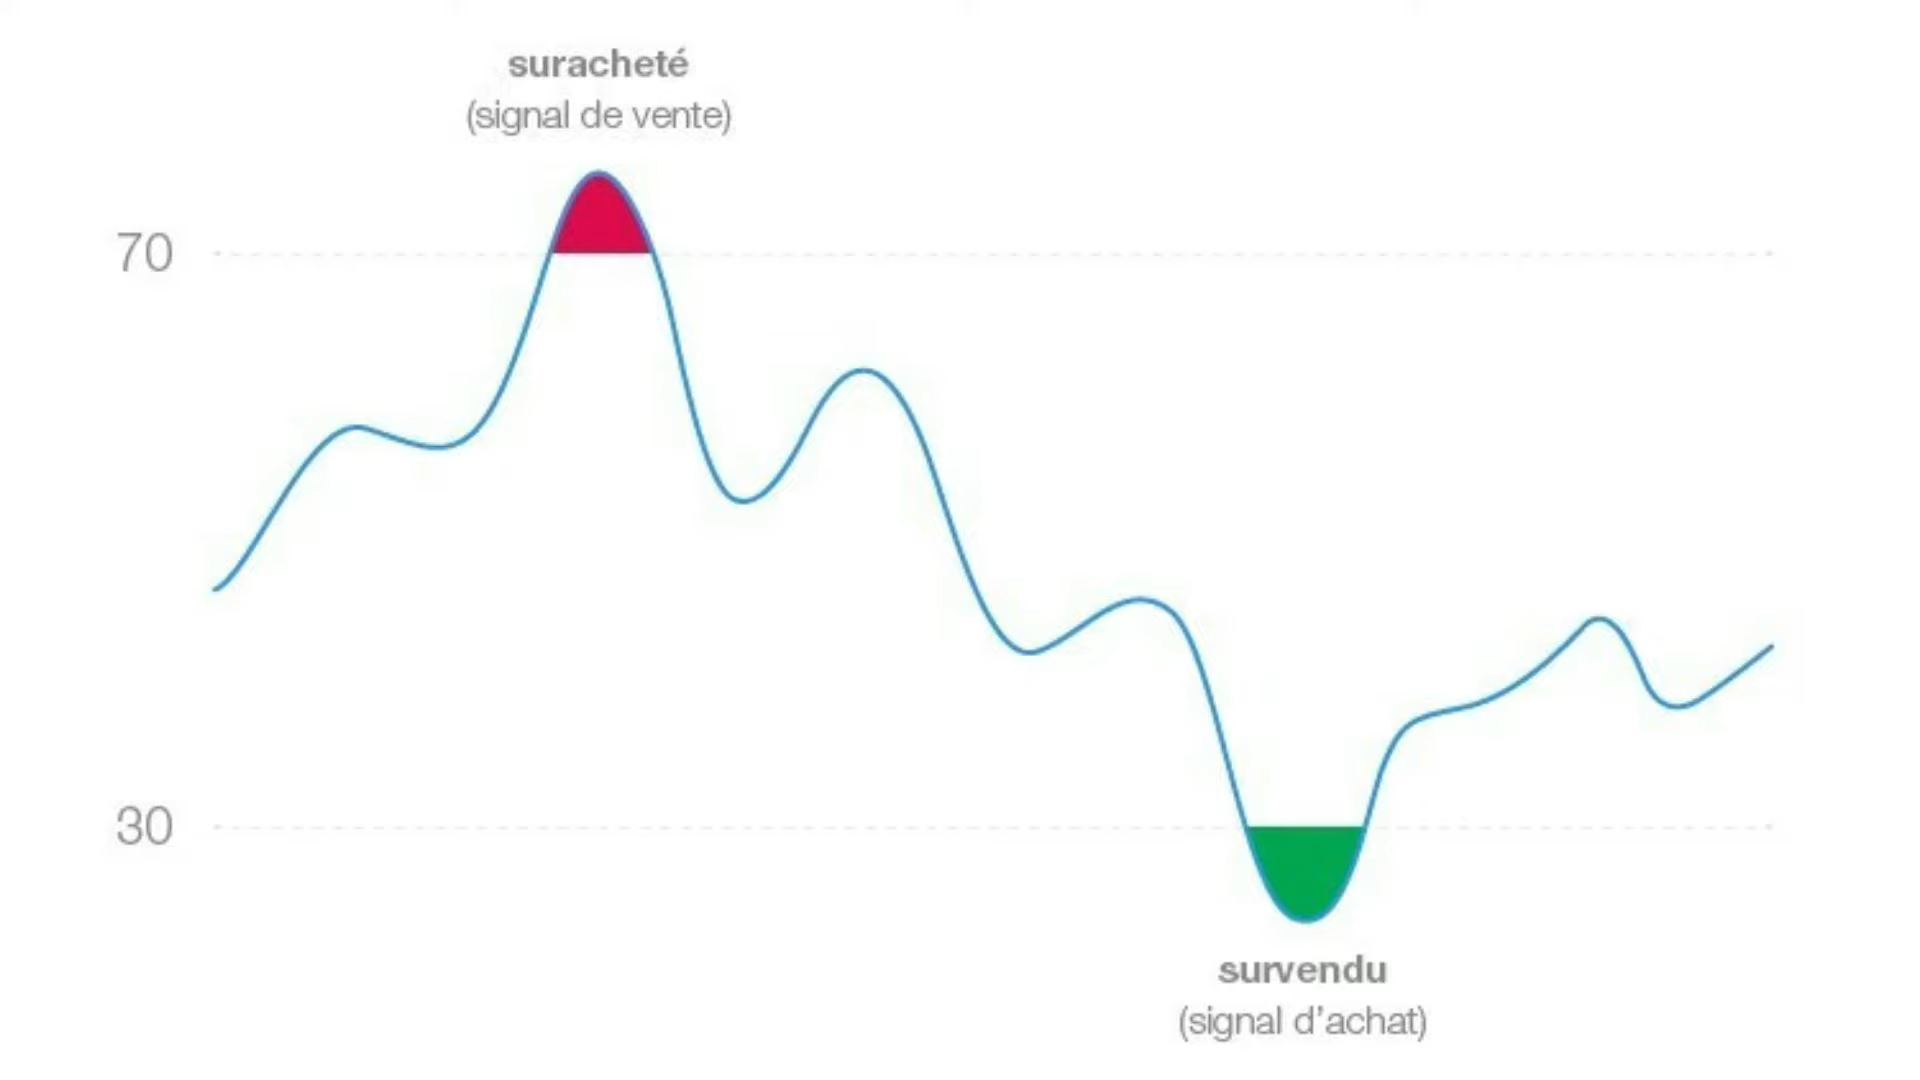 suracheté
(signal de vente)
70
30
survendu
(signal d’achat)